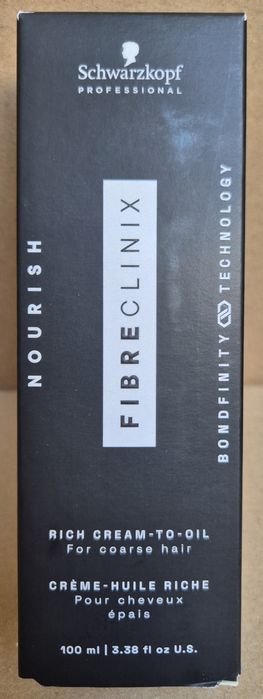 Schwarzkopf
PROFESSIONAL
NOURISH
FIBRECLINIX
BONDFINITY TECHNOLOGY
RICH CREAM-TO-OIL
For coarse hair
CRÈME-HUILE RICHE
Pour cheveux
épais
100 ml | 3.38 fl oz U.S.